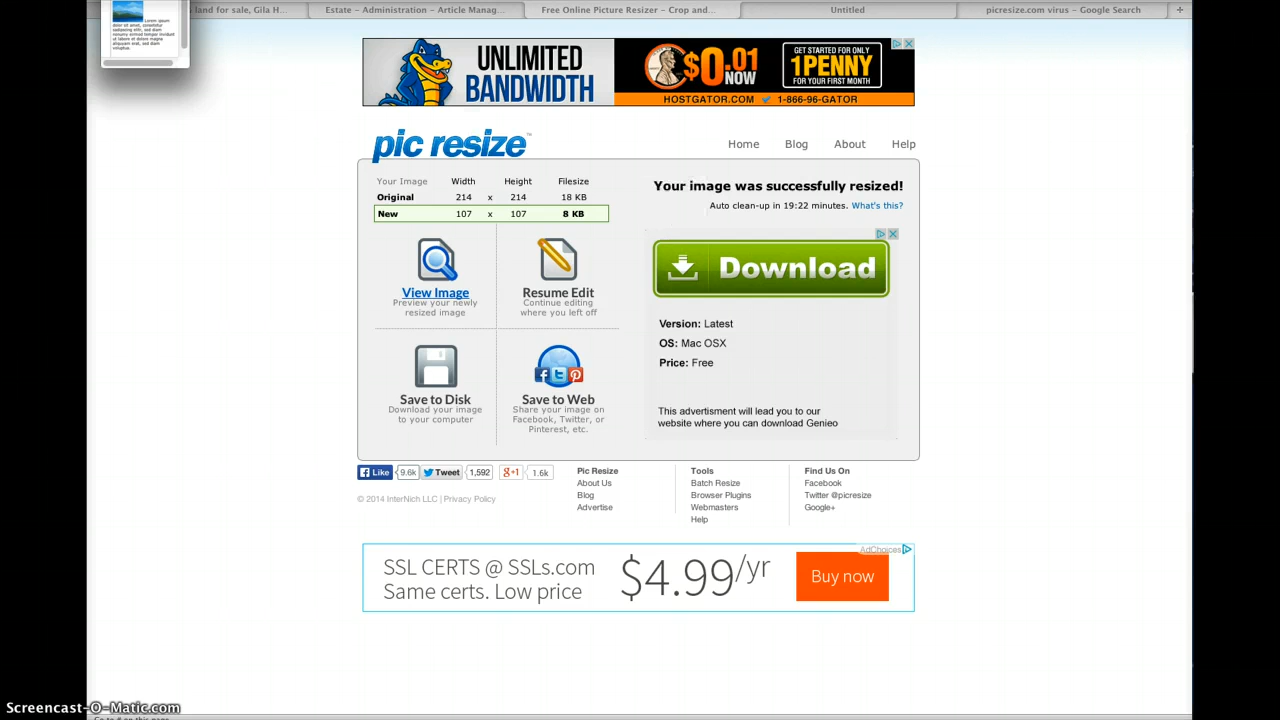 land for sale, Gila H...
Estate – Administration – Article Manag...
Free Online Picture Resizer – Crop and...
Untitled
picresize.com virus – Google Search
+
UNLIMITED
BANDWIDTH
$0.01
NOW
GET STARTED FOR ONLY
1PENNY
FOR YOUR FIRST MONTH
HOSTGATOR.COM 1-866-96-GATOR
pic resize™
Home Blog About Help
Your Image Width Height Filesize
Original 214 x 214 18 KB
New 107 x 107 8 KB
Your image was successfully resized!
Auto clean-up in 19:22 minutes. What's this?
View Image
Preview your newly
resized image
Resume Edit
Continue editing
where you left off
Save to Disk
Download your image
to your computer
Save to Web
Share your image on
Facebook, Twitter, or
Pinterest, etc.
Download
Version: Latest
OS: Mac OSX
Price: Free
This advertisment will lead you to our
website where you can download Genieo
Like 9.6k Tweet 1,592 g+1 1.6k
© 2014 InterNich LLC | Privacy Policy
Pic Resize
About Us
Blog
Advertise
Tools
Batch Resize
Browser Plugins
Webmasters
Help
Find Us On
Facebook
Twitter @picresize
Google+
AdChoices
SSL CERTS @ SSLs.com
Same certs. Low price
$4.99/yr
Buy now
Screencast-O-Matic.com